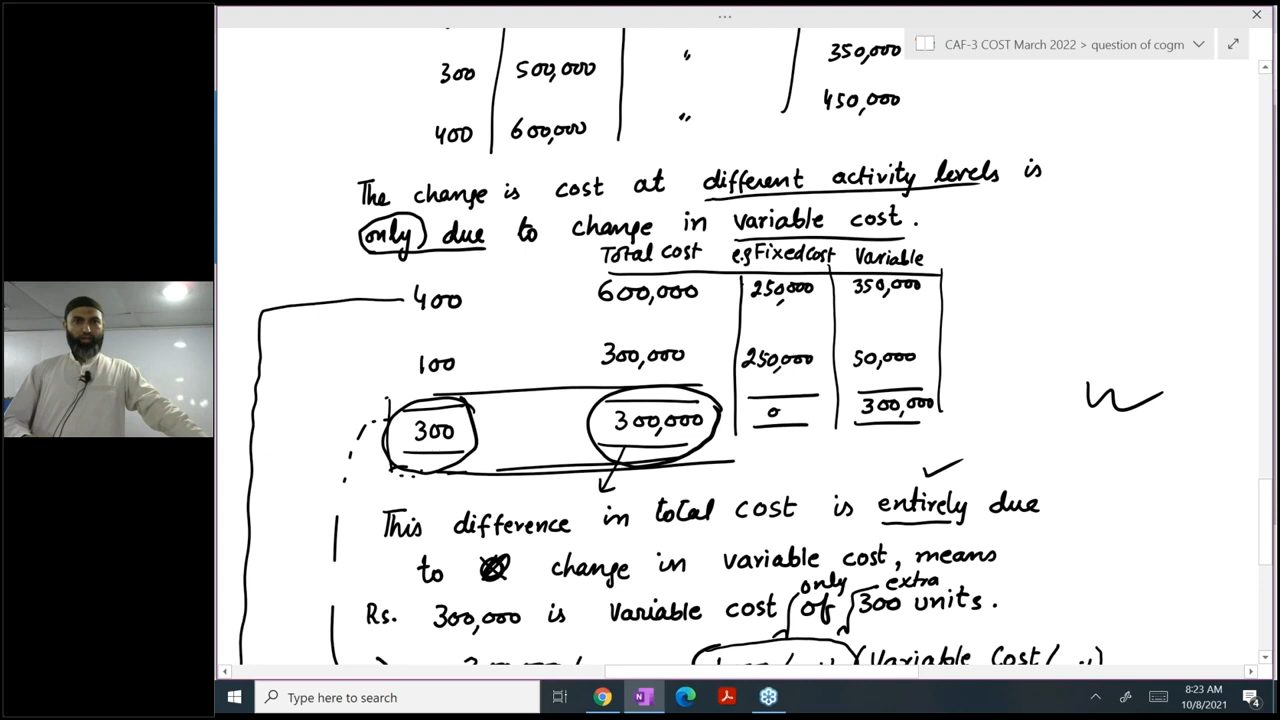 CAF-3 COST March 2022 > question of cogm
300 500,000 " 350,000
400 600,000 " 450,000
The change is cost at different activity levels is
only due to change in variable cost.
Total cost e.g Fixed cost Variable
400 600,000 250,000 350,000
100 300,000 250,000 50,000
300 300,000 0 300,000
This difference in total cost is entirely due
to change in variable cost, means
only extra
Rs. 300,000 is variable cost of 300 units.
(Variable Cost/
Type here to search
8:23 AM
10/8/2021
4